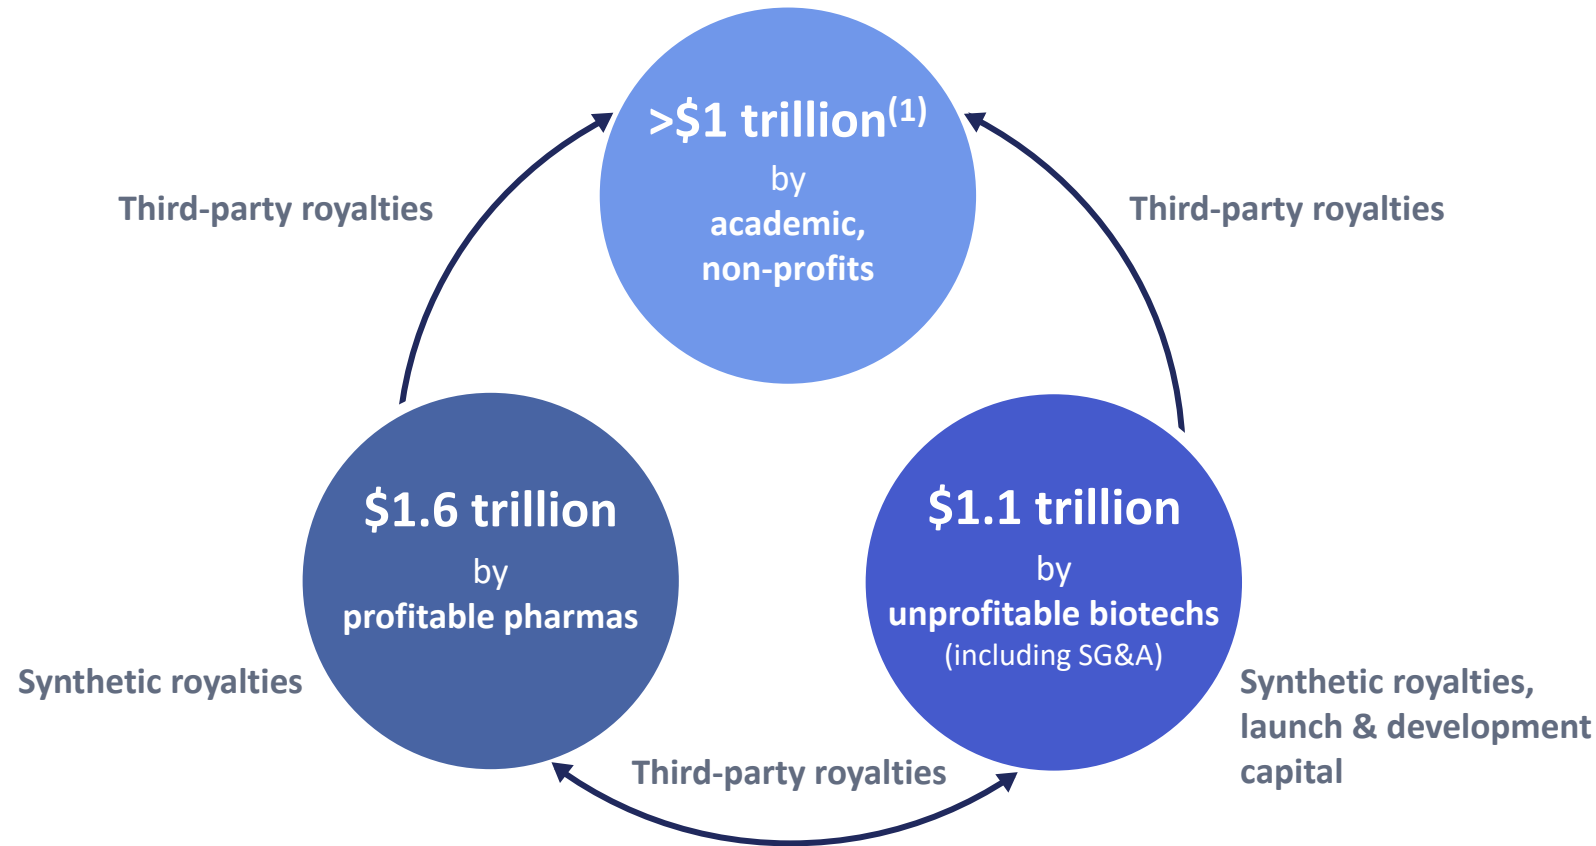 >$1 trillion(1)
by
academic,
non-profits
Third-party royalties
Third-party royalties
$1.6 trillion
by
profitable pharmas
$1.1 trillion
by
unprofitable biotechs
(including SG&A)
Synthetic royalties
Synthetic royalties,
launch & development
capital
Third-party royalties